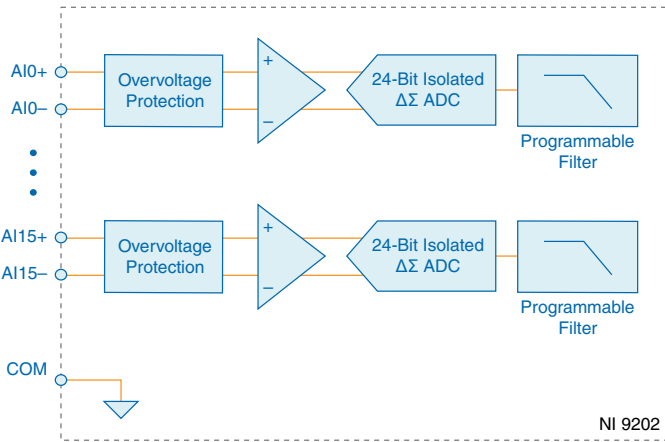 AI0+
AI0–
Overvoltage
Protection
+
–
24-Bit Isolated
ΔΣ ADC
Programmable
Filter
AI15+
AI15–
Overvoltage
Protection
+
–
24-Bit Isolated
ΔΣ ADC
Programmable
Filter
COM
NI 9202